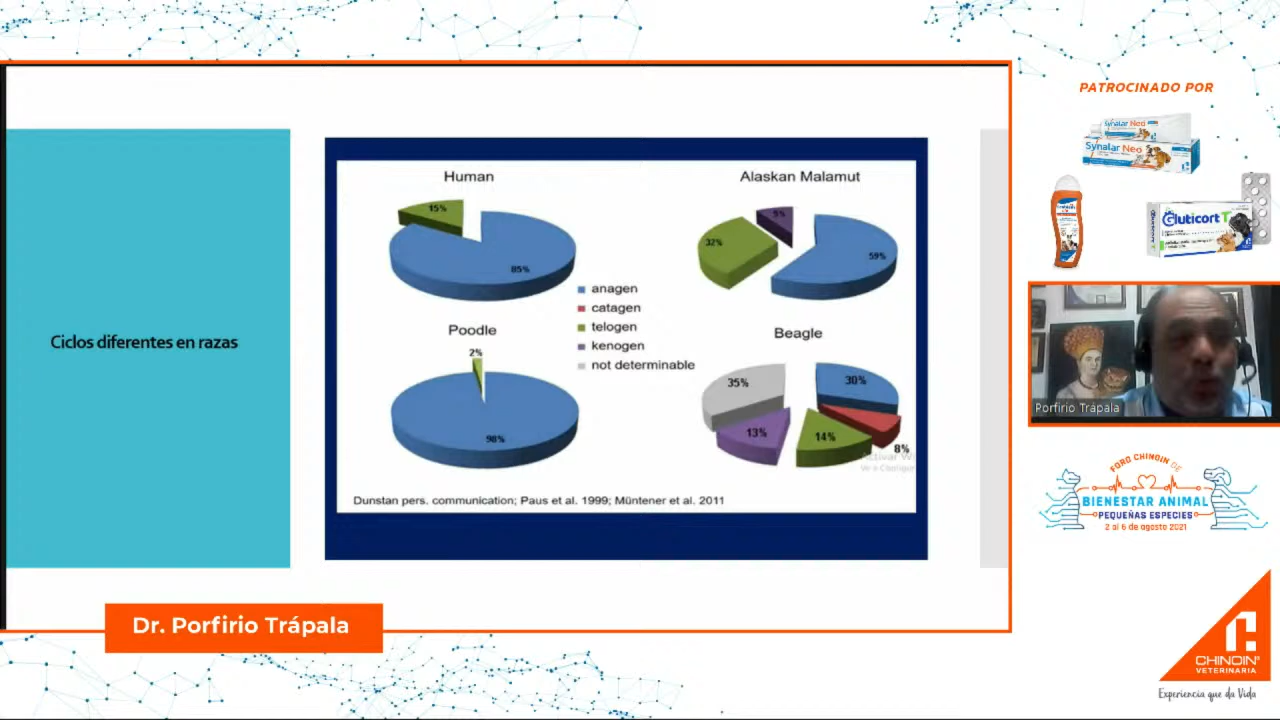 Ciclos diferentes en razas
Human
15%
85%
Alaskan Malamut
5%
32%
59%
anagen
catagen
telogen
kenogen
not determinable
Poodle
2%
98%
Beagle
35%
30%
13%
14%
8%
Dunstan pers. communication; Paus et al. 1999; Müntener et al. 2011
Dr. Porfirio Trápala
PATROCINADO POR
Synalar Neo
Synalar Neo
Gluticort T
Porfirio Trápala
FORO CHINOIN DE
BIENESTAR ANIMAL
PEQUEÑAS ESPECIES
2 al 6 de agosto 2021
CHINOIN
VETERINARIA
Experiencia que da Vida